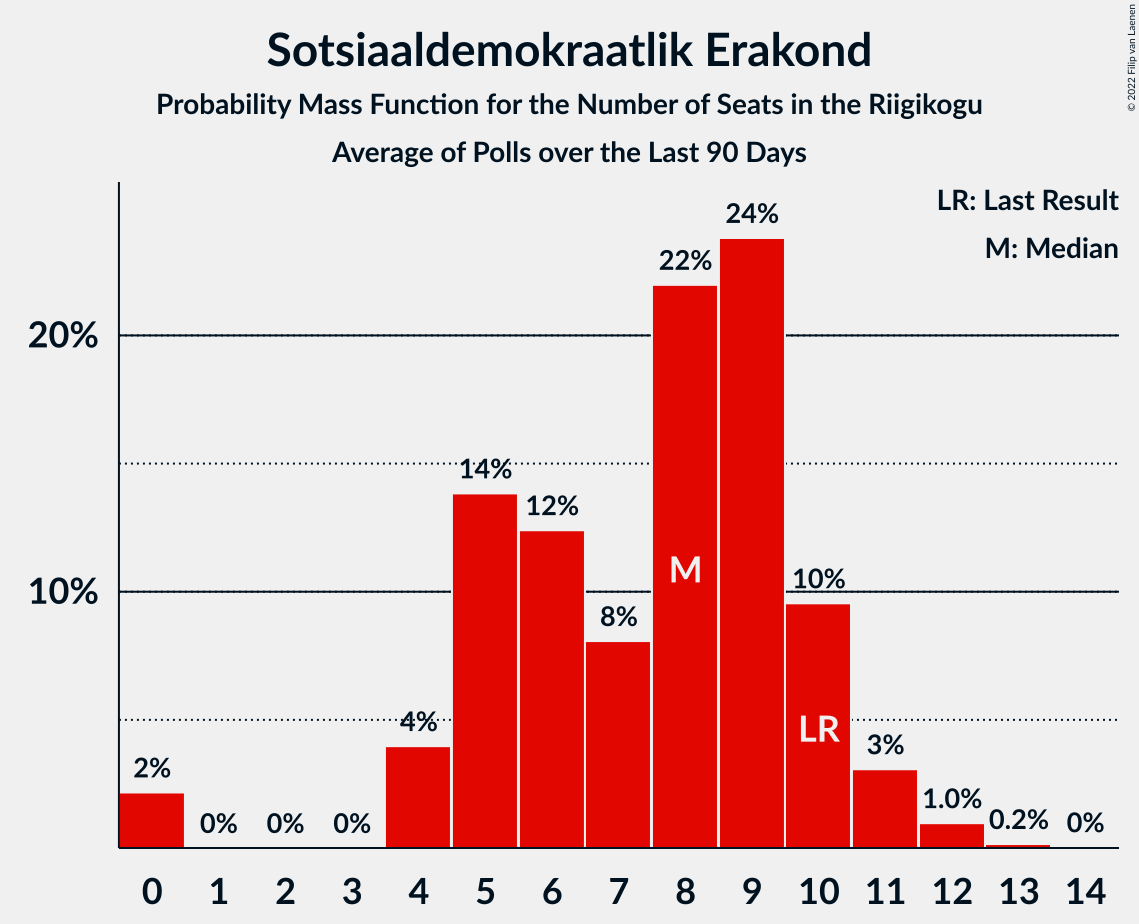 Sotsiaaldemokraatlik Erakond
Probability Mass Function for the Number of Seats in the Riigikogu
Average of Polls over the Last 90 Days
© 2022 Filip van Laenen
LR: Last Result
M: Median
20%
10%
2%
0%
0%
0%
4%
14%
12%
8%
22%
24%
10%
3%
1.0%
0.2%
0%
M
LR
0 1 2 3 4 5 6 7 8 9 10 11 12 13 14